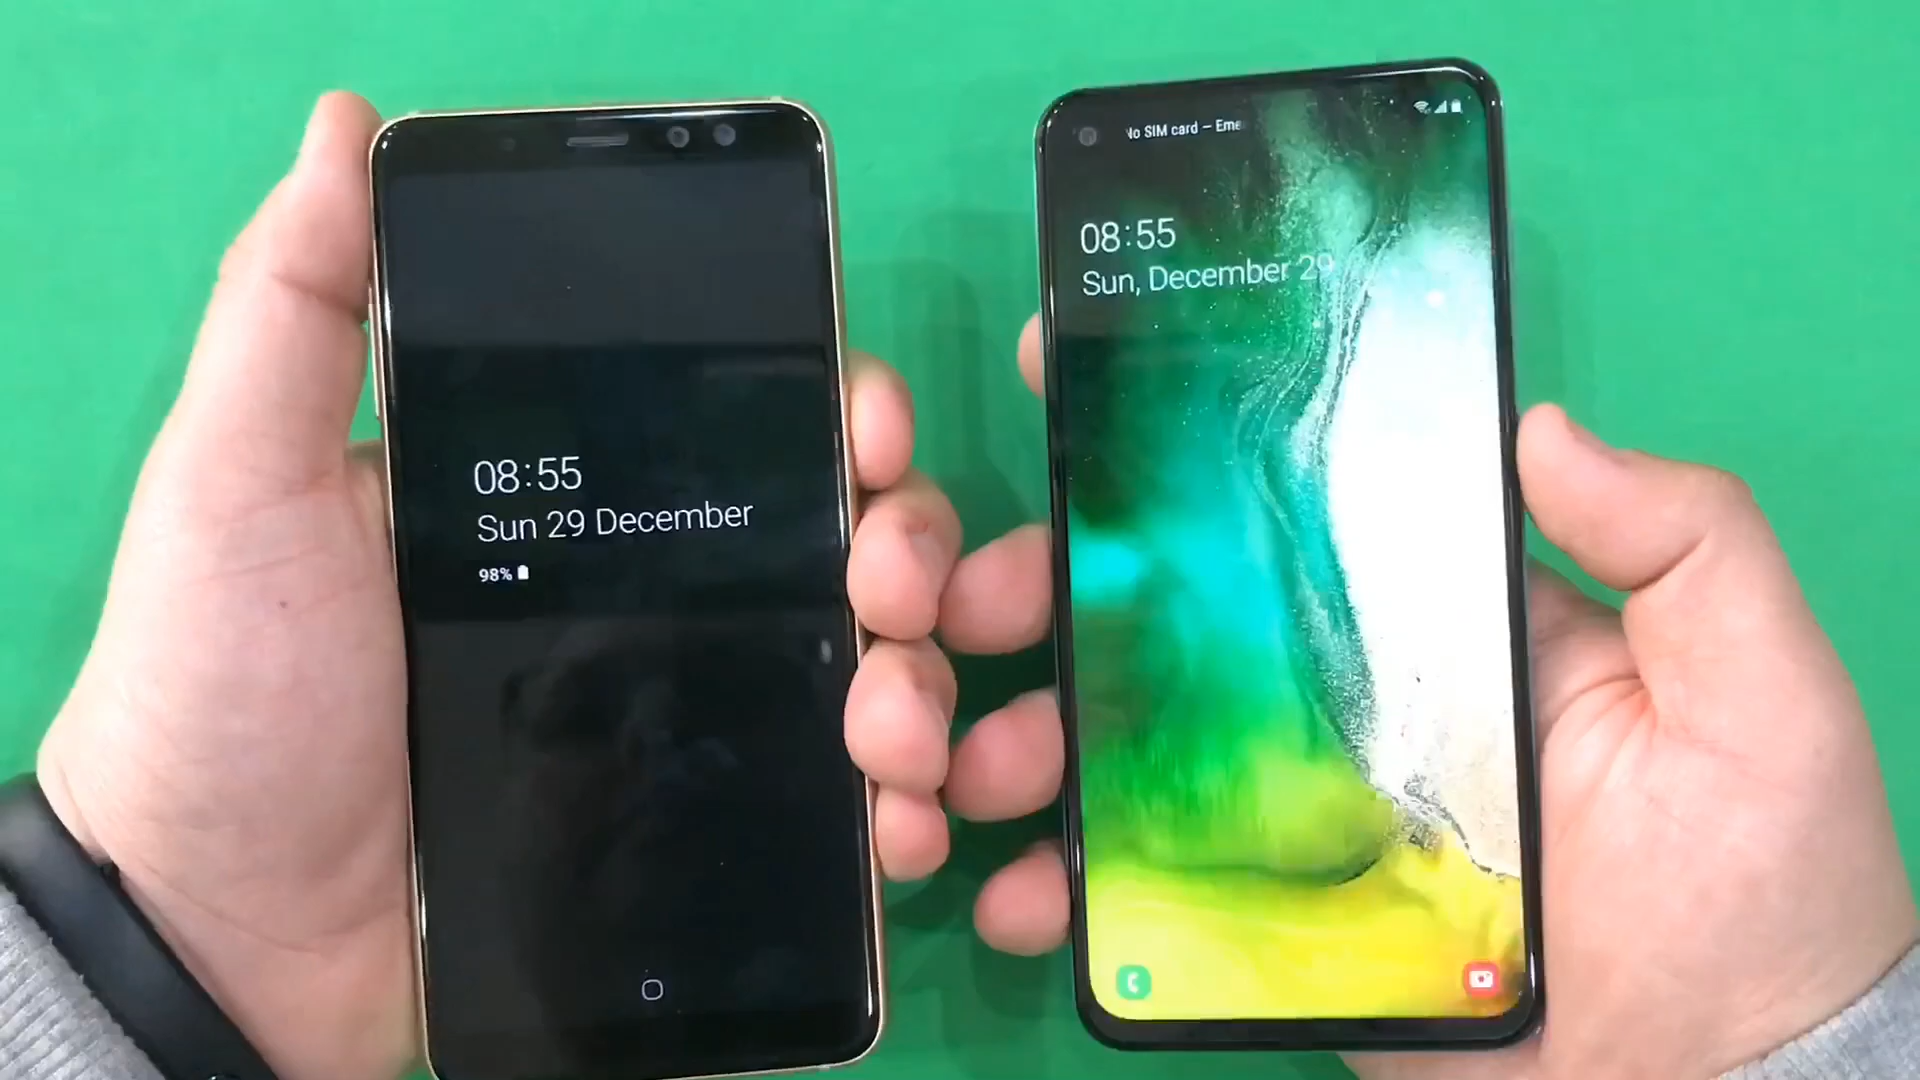 08:55
Sun 29 December
98%
No SIM card – Eme
08:55
Sun, December 29